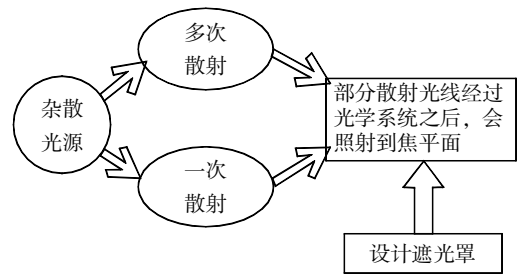 多次
散射
杂散
光源
部分散射光线经过
光学系统之后，会
照射到焦平面
一次
散射
设计遮光罩